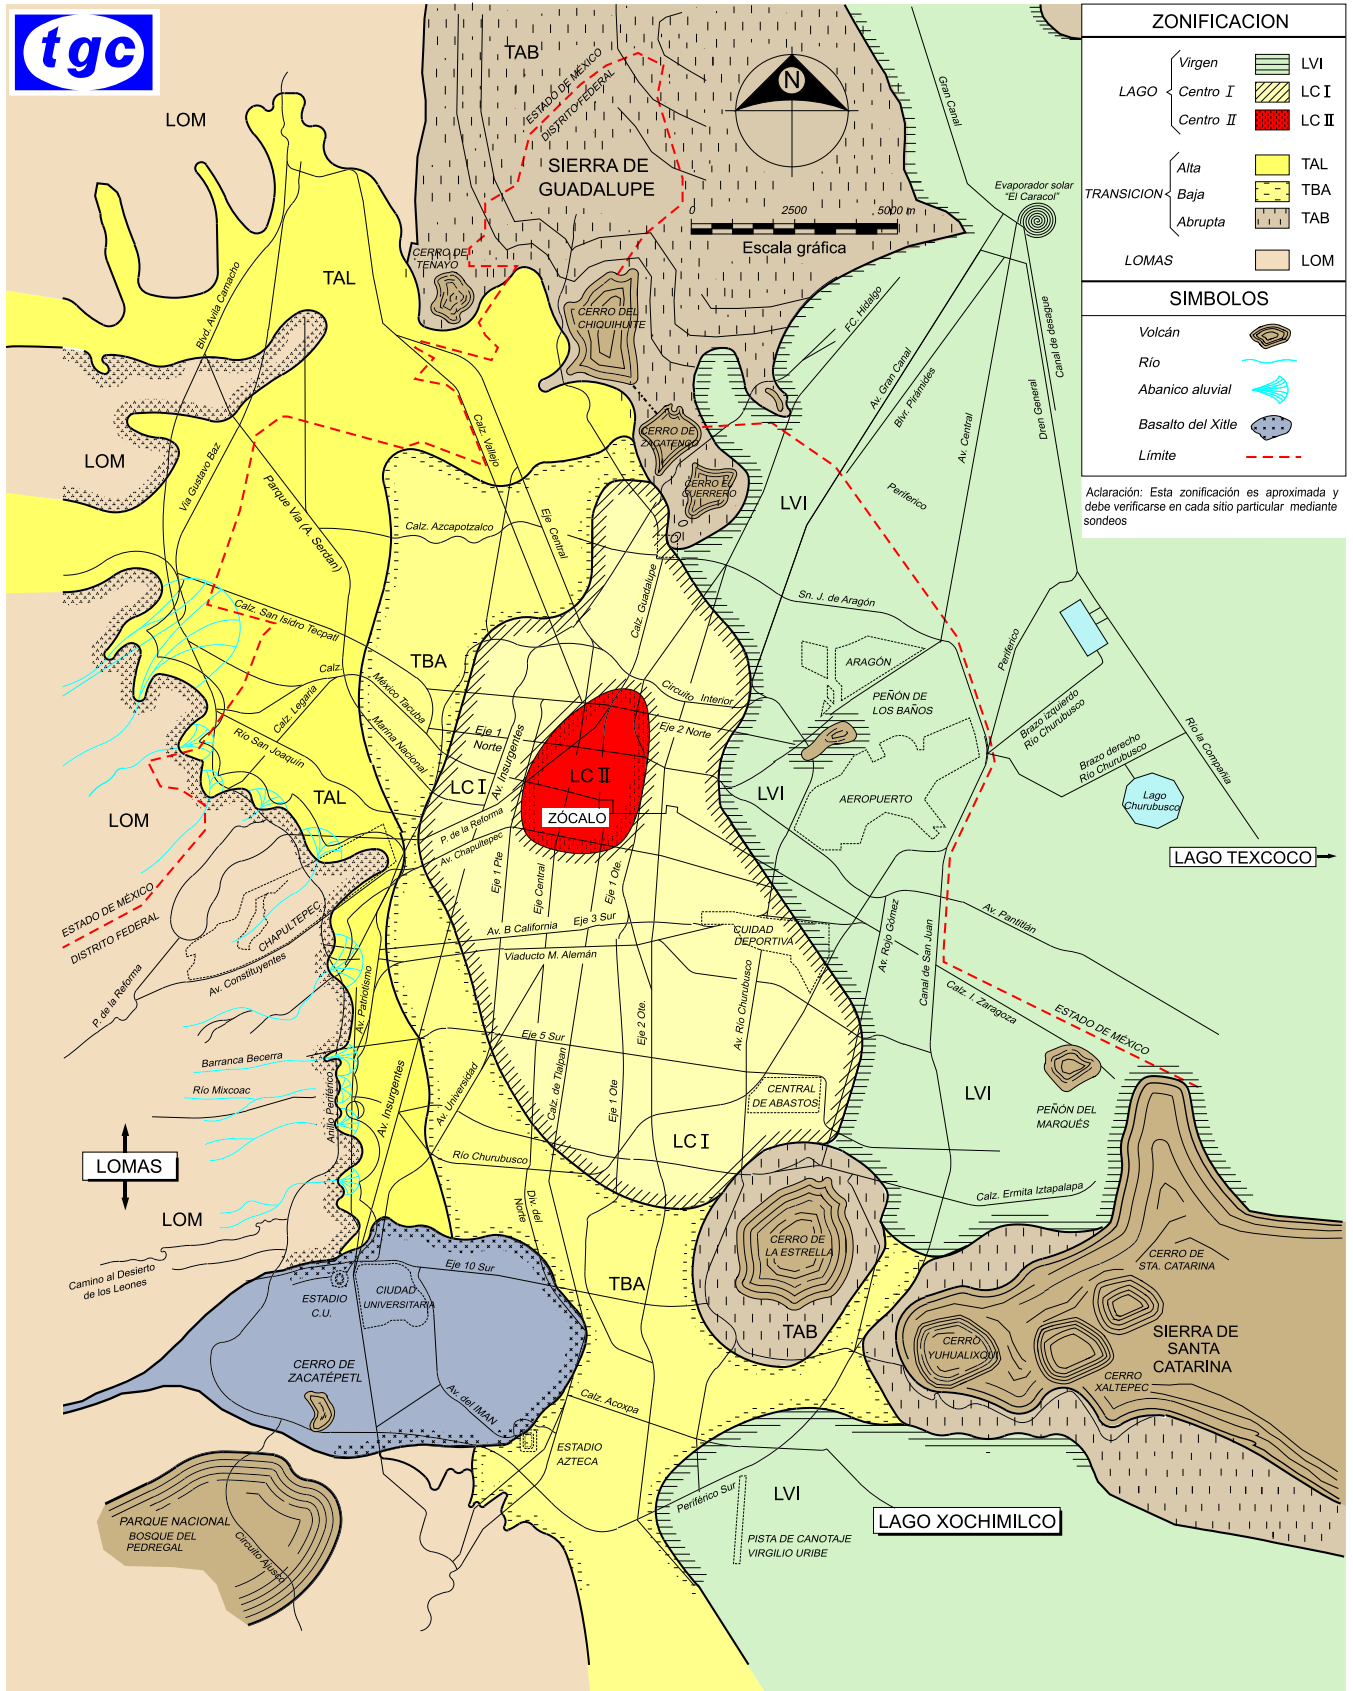 tgc
ZONIFICACION
LAGO
Virgen
LVI
Centro I
LC I
Centro II
LC II
TRANSICION
Alta
TAL
Baja
TBA
Abrupta
TAB
LOMAS
LOM
SIMBOLOS
Volcán
Río
Abanico aluvial
Basalto del Xitle
Límite
Aclaración: Esta zonificación es aproximada y
debe verificarse en cada sitio particular mediante
sondeos
N
0 2500 5000 m
Escala gráfica
TAB
ESTADO DE MÉXICO
DISTRITO FEDERAL
SIERRA DE
GUADALUPE
LOM
Gran Canal
Evaporador solar
"El Caracol"
CERRO DE
TENAYO
TAL
CERRO DEL
CHIQUIHUITE
Blvd. Avila Camacho
FC. Hidalgo
Av. Gran Canal
Blvr. Pirámides
Canal de desague
Dren General
Av. Central
LOM
LOM
Calz. Vallejo
CERRO DE
ZACATENGO
CERRO EL
GUERRERO
Via Gustavo Baz
Parque Via (A. Serdan)
Calz. Azcapotzalco
Eje Central
LVI
Periferico
Calz. Guadalupe
Sn. J. de Aragón
Calz. San Isidro Tecpatl
Calz.
Calz. Legaria
México Tacuba
Marina Nacional
Río San Joaquín
TBA
Circuito Interior
ARAGÓN
PEÑÓN DE
LOS BAÑOS
Periferico
Brazo izquierdo
Río Churubusco
Brazo derecho
Río Churubusco
Río la Compañia
Eje 1
Norte
Eje 2 Norte
Av. Insurgentes
LC I
LC II
ZÓCALO
LVI
AEROPUERTO
Lago
Churubusco
LAGO TEXCOCO
TAL
LOM
P. de la Reforma
Av. Chapultepec
Eje 1 Pte
Eje Central
Eje 1 Ote.
ESTADO DE MÉXICO
DISTRITO FEDERAL
CHAPULTEPEC
Av. Constituyentes
P. de la Reforma
Av. B California
Eje 3 Sur
Viaducto M. Alemán
CUIDAD
DEPORTIVA
Av. Rojo Gómez
Canal de San Juan
Av. Pantitlán
Calz. I. Zaragoza
ESTADO DE MÉXICO
Av. Patriotismo
Eje 2 Ote.
Av. Río Churubusco
Eje 5 Sur
Barranca Becerra
Río Mixcoac
Anillo Periférico
Av. Insurgentes
Av. Universidad
Calz. de Tlalpan
Eje 1 Ote
CENTRAL
DE ABASTOS
LVI
PEÑÓN DEL
MARQUÉS
LC I
Río Churubusco
LOMAS
LOM
Div. del
Norte
Calz. Ermita Iztapalapa
CERRO DE
LA ESTRELLA
CERRO DE
STA. CATARINA
Camino al Desierto
de los Leones
Eje 10 Sur
ESTADIO
C.U.
CIUDAD
UNIVERSITARIA
TBA
TAB
CERRO
YUHUALIXQUI
SIERRA DE
SANTA
CATARINA
CERRO
XALTEPEC
CERRO DE
ZACATÉPETL
Av. del IMAN
Calz. Acoxpa
ESTADIO
AZTECA
Periférico Sur
LVI
LAGO XOCHIMILCO
PISTA DE CANOTAJE
VIRGILIO URIBE
PARQUE NACIONAL
BOSQUE DEL
PEDREGAL
Circuito Ajusco